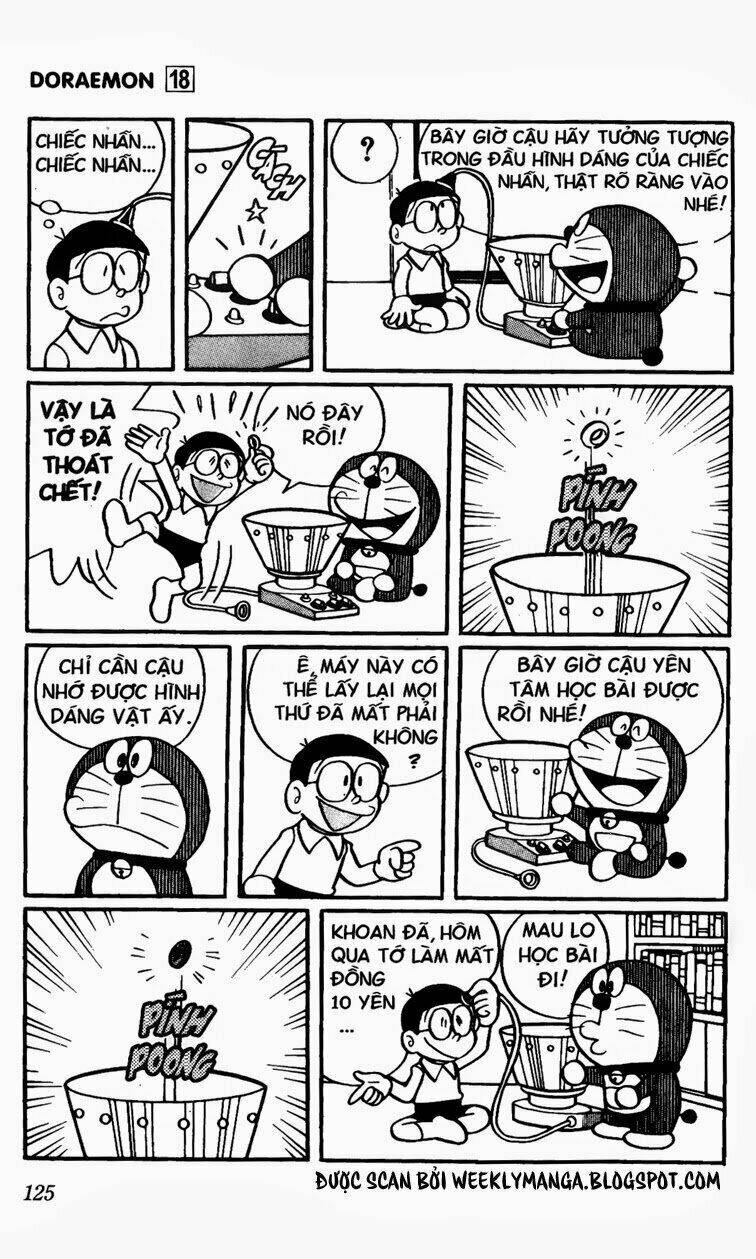 DORAEMON 18
?
BÂY GIỜ CẬU HÃY TƯỞNG TƯỢNG
TRONG ĐẦU HÌNH DÁNG CỦA CHIẾC
NHẪN, THẬT RÕ RÀNG VÀO
NHÉ!
CẠCH
CHIẾC NHẪN...
CHIẾC NHẪN...
PÍNH
POONG
NÓ ĐÂY
RỒI!
VẬY LÀ
TỚ ĐÃ
THOÁT
CHẾT!
BÂY GIỜ CẬU YÊN
TÂM HỌC BÀI ĐƯỢC
RỒI NHÉ!
Ê, MÁY NÀY CÓ
THỂ LẤY LẠI MỌI
THỨ ĐÃ MẤT PHẢI
KHÔNG
?
CHỈ CẦN CẬU
NHỚ ĐƯỢC HÌNH
DÁNG VẬT ẤY.
MAU LO
HỌC BÀI
ĐI!
KHOAN ĐÃ, HÔM
QUA TỚ LÀM MẤT
ĐỒNG
10 YÊN
...
PÍNH
POONG
125
ĐƯỢC SCAN BỞI WEEKLYMANGA.BLOGSPOT.COM